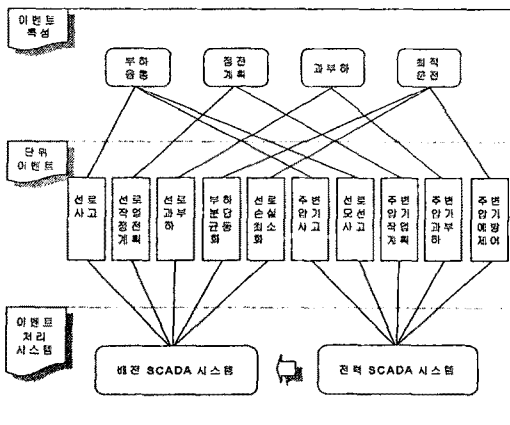 이벤트
특성
부하
융통
정전
계획
과부하
최적
운전
단위
이벤트
선로
사고
선로
작업
정전
계획
선로
과부
하
부하
분담
균등
화
선로
손실
최소
화
주변
압기
사고
선로
모선
사고
주변
압기
작업
계획
주변
압기
과부
하
주변
압기
예방
제어
이벤트
처리
시스템
배전 SCADA 시스템
전력 SCADA 시스템